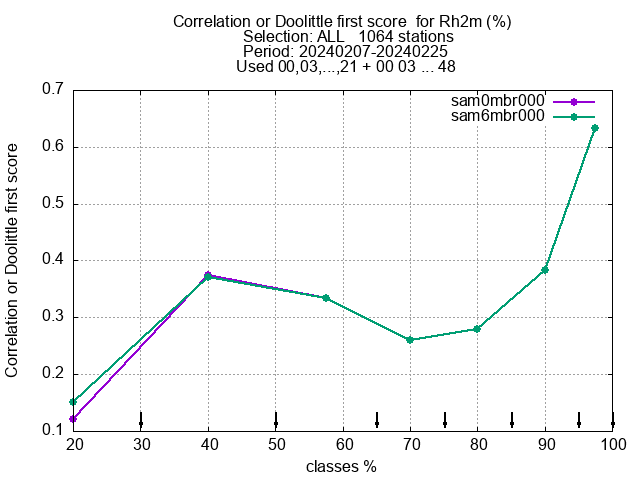 Correlation or Doolittle first score  for Rh2m (%)
Selection: ALL   1064 stations
Period: 20240207-20240225
Used 00,03,...,21 + 00 03 ... 48
sam0mbr000
sam6mbr000
Correlation or Doolittle first score
0.7
0.6
0.5
0.4
0.3
0.2
0.1
20 30 40 50 60 70 80 90 100
classes %